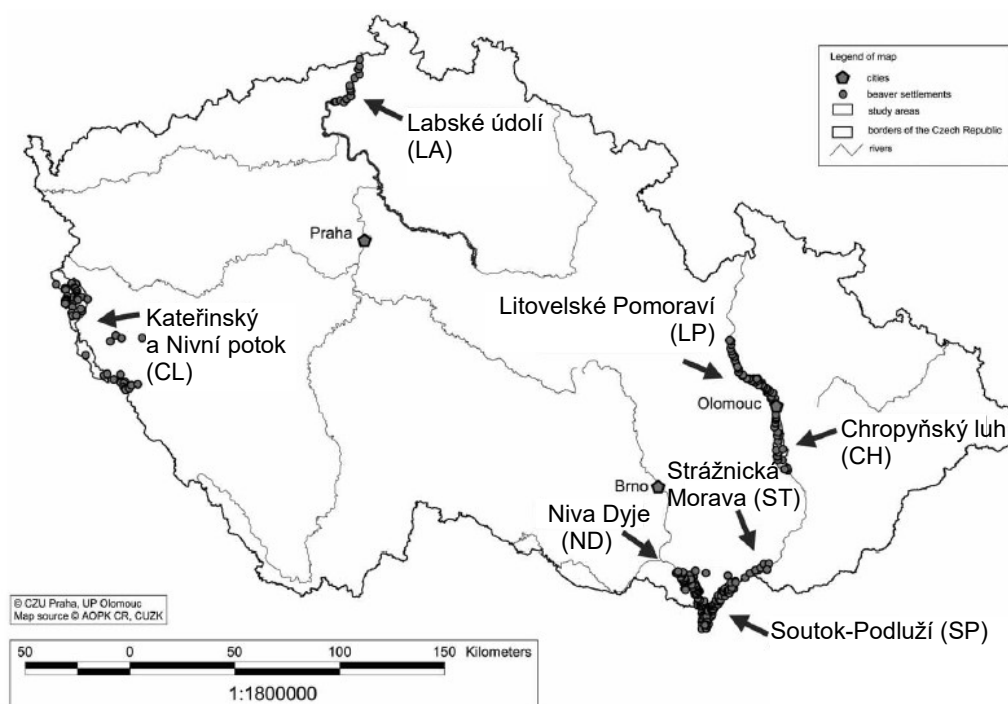 Legend of map
cities
beaver settlements
study areas
borders of the Czech Republic
rivers
Labské údolí
(LA)
Praha
Kateřinský
a Nivní potok
(CL)
Litovelské Pomoraví
(LP)
Olomouc
Chropyňský luh
(CH)
Strážnická
Morava (ST)
Brno
Niva Dyje
(ND)
Soutok-Podluží (SP)
© CZU Praha, UP Olomouc
Map source © AOPK CR, CUZK
50 0 50 100 150 Kilometers
1:1800000